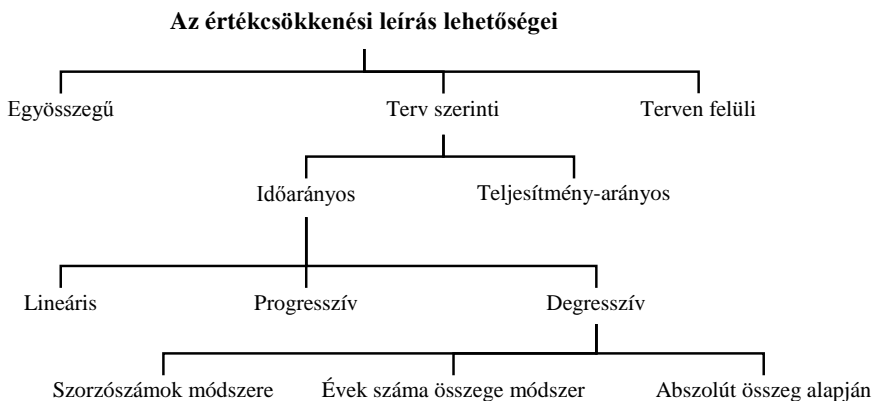 Az értékcsökkenési leírás lehetőségei
Egyösszegű
Terv szerinti
Terven felüli
Időarányos
Teljesítmény-arányos
Lineáris
Progresszív
Degresszív
Szorzószámok módszere
Évek száma összege módszer
Abszolút összeg alapján